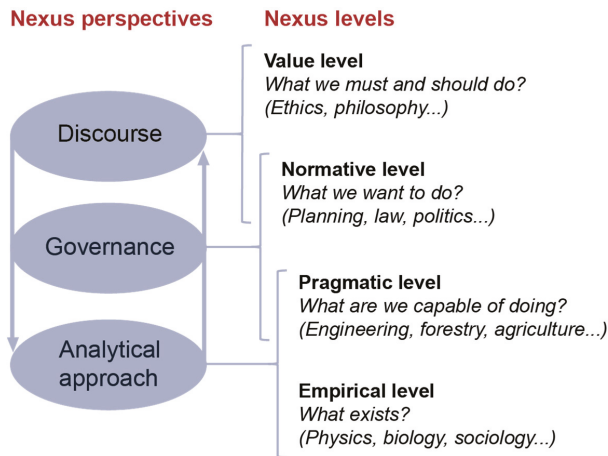 Nexus perspectives
Nexus levels
Value level
What we must and should do?
(Ethics, philosophy...)
Discourse
Normative level
What we want to do?
(Planning, law, politics...)
Governance
Pragmatic level
What are we capable of doing?
(Engineering, forestry, agriculture...)
Analytical
approach
Empirical level
What exists?
(Physics, biology, sociology...)